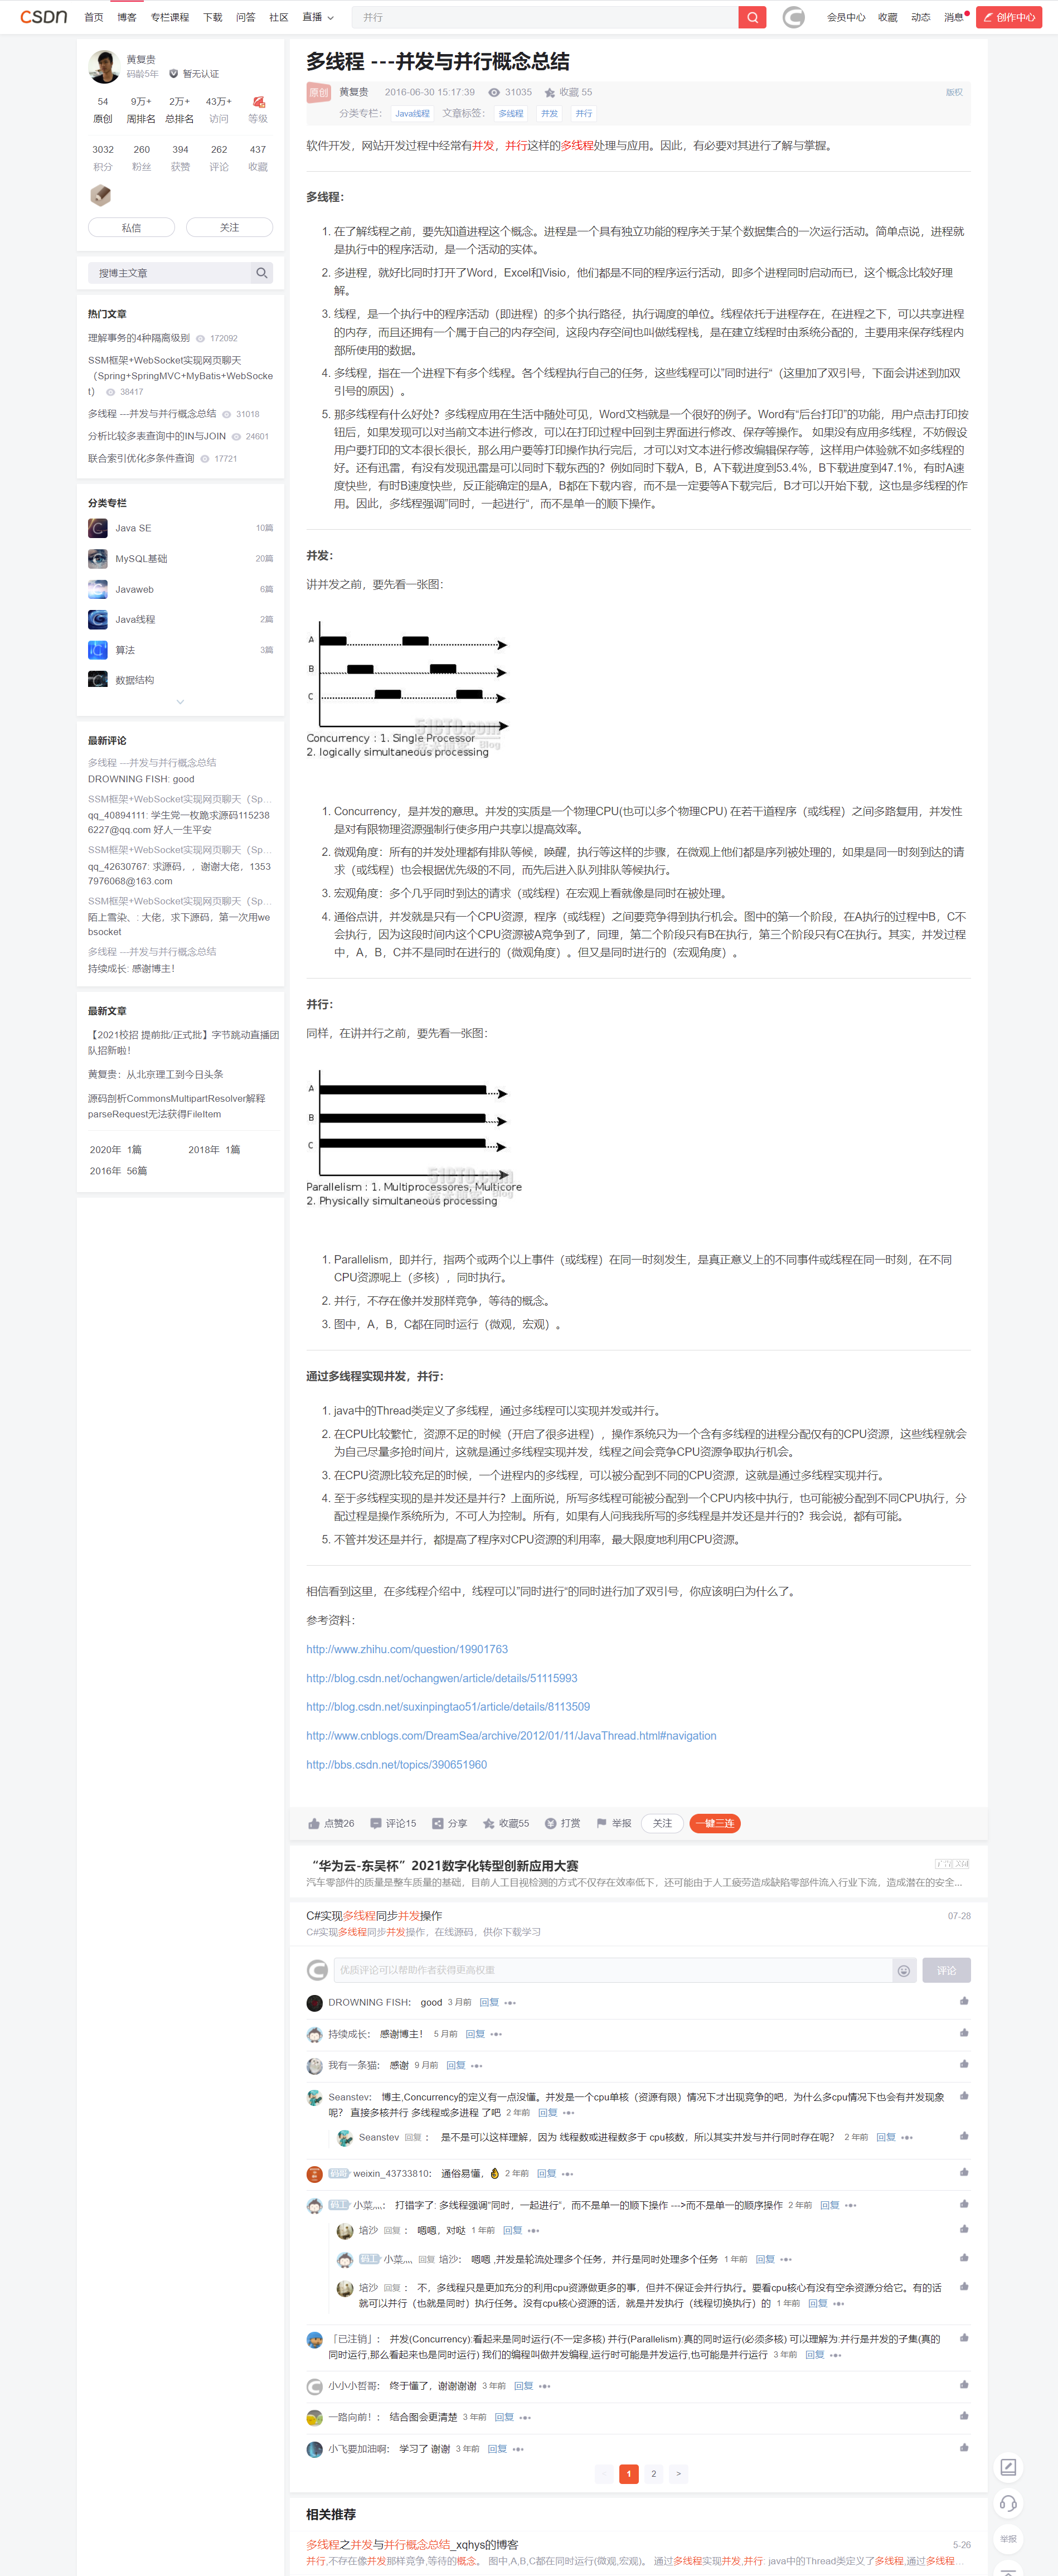 CSDN 首页 博客 专栏课程 下载 问答 社区 直播 并行 会员中心 收藏 动态 消息 创作中心
黄复贵
码龄5年 暂无认证
54 9万+ 2万+ 43万+
原创 周排名 总排名 访问 等级
3032 260 394 262 437
积分 粉丝 获赞 评论 收藏
私信 关注
搜博主文章
热门文章
理解事务的4种隔离级别 172092
SSM框架+WebSocket实现网页聊天
（Spring+SpringMVC+MyBatis+WebSocke
t） 38417
多线程 ---并发与并行概念总结 31018
分析比较多表查询中的IN与JOIN 24601
联合索引优化多条件查询 17721
分类专栏
Java SE 10篇
MySQL基础 20篇
Javaweb 6篇
Java线程 2篇
算法 3篇
数据结构
最新评论
多线程 ---并发与并行概念总结
DROWNING FISH: good
SSM框架+WebSocket实现网页聊天（Sp...
qq_40894111: 学生党一枚跪求源码115238
6227@qq.com 好人一生平安
SSM框架+WebSocket实现网页聊天（Sp...
qq_42630767: 求源码，，谢谢大佬，13537976068@163.com
SSM框架+WebSocket实现网页聊天（Sp...
陌上雪染、: 大佬，求下源码，第一次用we
bsocket
多线程 ---并发与并行概念总结
持续成长: 感谢博主！
最新文章
【2021校招 提前批/正式批】字节跳动直播团
队招新啦！
黄复贵：从北京理工到今日头条
源码剖析CommonsMultipartResolver解释
parseRequest无法获得FileItem
2020年 1篇 2018年 1篇
2016年 56篇
多线程 ---并发与并行概念总结
原创 黄复贵 2016-06-30 15:17:39 31035 收藏 55 版权
分类专栏： Java线程 文章标签： 多线程 并发 并行
软件开发，网站开发过程中经常有并发，并行这样的多线程处理与应用。因此，有必要对其进行了解与掌握。
多线程：
1. 在了解线程之前，要先知道进程这个概念。进程是一个具有独立功能的程序关于某个数据集合的一次运行活动。简单点说，进程就
是执行中的程序活动，是一个活动的实体。
2. 多进程，就好比同时打开了Word，Excel和Visio，他们都是不同的程序运行活动，即多个进程同时启动而已，这个概念比较好理
解。
3. 线程，是一个执行中的程序活动（即进程）的多个执行路径，执行调度的单位。线程依托于进程存在，在进程之下，可以共享进程
的内存，而且还拥有一个属于自己的内存空间，这段内存空间也叫做线程栈，是在建立线程时由系统分配的，主要用来保存线程内
部所使用的数据。
4. 多线程，指在一个进程下有多个线程。各个线程执行自己的任务，这些线程可以”同时进行“（这里加了双引号，下面会讲述到加双
引号的原因）。
5. 那多线程有什么好处？多线程应用在生活中随处可见，Word文档就是一个很好的例子。Word有“后台打印”的功能，用户点击打印按
钮后，如果发现可以对当前文本进行修改，可以在打印过程中回到主界面进行修改、保存等操作。 如果没有应用多线程，不妨假设
用户要打印的文本很长很长，那么用户要等打印操作执行完后，才可以对文本进行修改编辑保存等，这样用户体验就不如多线程的
好。还有迅雷，有没有发现迅雷是可以同时下载东西的？例如同时下载A，B，A下载进度到53.4%，B下载进度到47.1%，有时A速
度快些，有时B速度快些，反正能确定的是A，B都在下载内容，而不是一定要等A下载完后，B才可以开始下载，这也是多线程的作
用。因此，多线程强调”同时，一起进行“，而不是单一的顺下操作。
并发：
讲并发之前，要先看一张图：
A
B
C
51CTO.com
技术博客 Blog
Concurrency : 1. Single Processor
2. logically simultaneous processing
1. Concurrency，是并发的意思。并发的实质是一个物理CPU(也可以多个物理CPU) 在若干道程序（或线程）之间多路复用，并发性
是对有限物理资源强制行使多用户共享以提高效率。
2. 微观角度：所有的并发处理都有排队等候，唤醒，执行等这样的步骤，在微观上他们都是序列被处理的，如果是同一时刻到达的请
求（或线程）也会根据优先级的不同，而先后进入队列排队等候执行。
3. 宏观角度：多个几乎同时到达的请求（或线程）在宏观上看就像是同时在被处理。
4. 通俗点讲，并发就是只有一个CPU资源，程序（或线程）之间要竞争得到执行机会。图中的第一个阶段，在A执行的过程中B，C不
会执行，因为这段时间内这个CPU资源被A竞争到了，同理，第二个阶段只有B在执行，第三个阶段只有C在执行。其实，并发过程
中，A，B，C并不是同时在进行的（微观角度）。但又是同时进行的（宏观角度）。
并行：
同样，在讲并行之前，要先看一张图：
A
B
C
51CTO.com
技术博客 Blog
Parallelism : 1. Multiprocessores, Multicore
2. Physically simultaneous processing
1. Parallelism，即并行，指两个或两个以上事件（或线程）在同一时刻发生，是真正意义上的不同事件或线程在同一时刻，在不同
CPU资源呢上（多核），同时执行。
2. 并行，不存在像并发那样竞争，等待的概念。
3. 图中，A，B，C都在同时运行（微观，宏观）。
通过多线程实现并发，并行：
1. java中的Thread类定义了多线程，通过多线程可以实现并发或并行。
2. 在CPU比较繁忙，资源不足的时候（开启了很多进程），操作系统只为一个含有多线程的进程分配仅有的CPU资源，这些线程就会
为自己尽量多抢时间片，这就是通过多线程实现并发，线程之间会竞争CPU资源争取执行机会。
3. 在CPU资源比较充足的时候，一个进程内的多线程，可以被分配到不同的CPU资源，这就是通过多线程实现并行。
4. 至于多线程实现的是并发还是并行？上面所说，所写多线程可能被分配到一个CPU内核中执行，也可能被分配到不同CPU执行，分
配过程是操作系统所为，不可人为控制。所有，如果有人问我我所写的多线程是并发还是并行的？我会说，都有可能。
5. 不管并发还是并行，都提高了程序对CPU资源的利用率，最大限度地利用CPU资源。
相信看到这里，在多线程介绍中，线程可以”同时进行“的同时进行加了双引号，你应该明白为什么了。
参考资料：
http://www.zhihu.com/question/19901763
http://blog.csdn.net/ochangwen/article/details/51115993
http://blog.csdn.net/suxinpingtao51/article/details/8113509
http://www.cnblogs.com/DreamSea/archive/2012/01/11/JavaThread.html#navigation
http://bbs.csdn.net/topics/390651960
点赞26 评论15 分享 收藏55 打赏 举报 关注 一键三连
“华为云-东吴杯”2021数字化转型创新应用大赛
汽车零部件的质量是整车质量的基础，目前人工目视检测的方式不仅存在效率低下，还可能由于人工疲劳造成缺陷零部件流入行业下流，造成潜在的安全...
C#实现多线程同步并发操作 07-28
C#实现多线程同步并发操作，在线源码，供你下载学习
优质评论可以帮助作者获得更高权重 评论
DROWNING FISH： good 3 月前 回复
持续成长： 感谢博主！ 5 月前 回复
我有一条猫： 感谢 9 月前 回复
Seanstev： 博主,Concurrency的定义有一点没懂。并发是一个cpu单核（资源有限）情况下才出现竞争的吧，为什么多cpu情况下也会有并发现象
呢？ 直接多核并行 多线程或多进程 了吧 2 年前 回复
Seanstev 回复： 是不是可以这样理解，因为 线程数或进程数多于 cpu核数，所以其实并发与并行同时存在呢？ 2 年前 回复
weixin_43733810： 通俗易懂， 2 年前 回复
码工 小菜,,,,： 打错字了: 多线程强调”同时，一起进行“，而不是单一的顺下操作 --->而不是单一的顺序操作 2 年前 回复
培沙 回复： 嗯嗯，对哒 1 年前 回复
码工 小菜,,,, 回复 培沙： 嗯嗯 ,并发是轮流处理多个任务，并行是同时处理多个任务 1 年前 回复
培沙 回复： 不，多线程只是更加充分的利用cpu资源做更多的事，但并不保证会并行执行。要看cpu核心有没有空余资源分给它。有的话
就可以并行（也就是同时）执行任务。没有cpu核心资源的话，就是并发执行（线程切换执行）的 1 年前 回复
「已注销」： 并发(Concurrency):看起来是同时运行(不一定多核) 并行(Parallelism):真的同时运行(必须多核) 可以理解为:并行是并发的子集(真的
同时运行,那么看起来也是同时运行) 我们的编程叫做并发编程,运行时可能是并发运行,也可能是并行运行 3 年前 回复
小小小哲哥： 终于懂了，谢谢谢谢 3 年前 回复
一路向前！： 结合图会更清楚 3 年前 回复
小飞要加油啊： 学习了 谢谢 3 年前 回复
1 2 >
举报
相关推荐
多线程之并发与并行概念总结_xqhys的博客 5-26
并行,不存在像并发那样竞争,等待的概念。 图中,A,B,C都在同时运行(微观,宏观)。 通过多线程实现并发,并行: java中的Thread类定义了多线程,通过多线程...